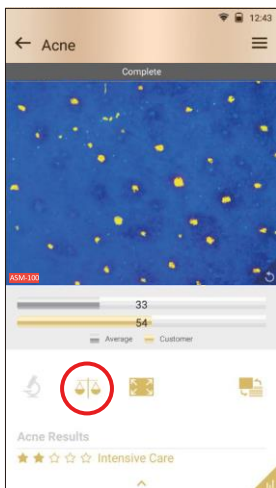 12:43
Acne
Complete
ASM-100
33
54
Average Customer
Acne Results
Intensive Care